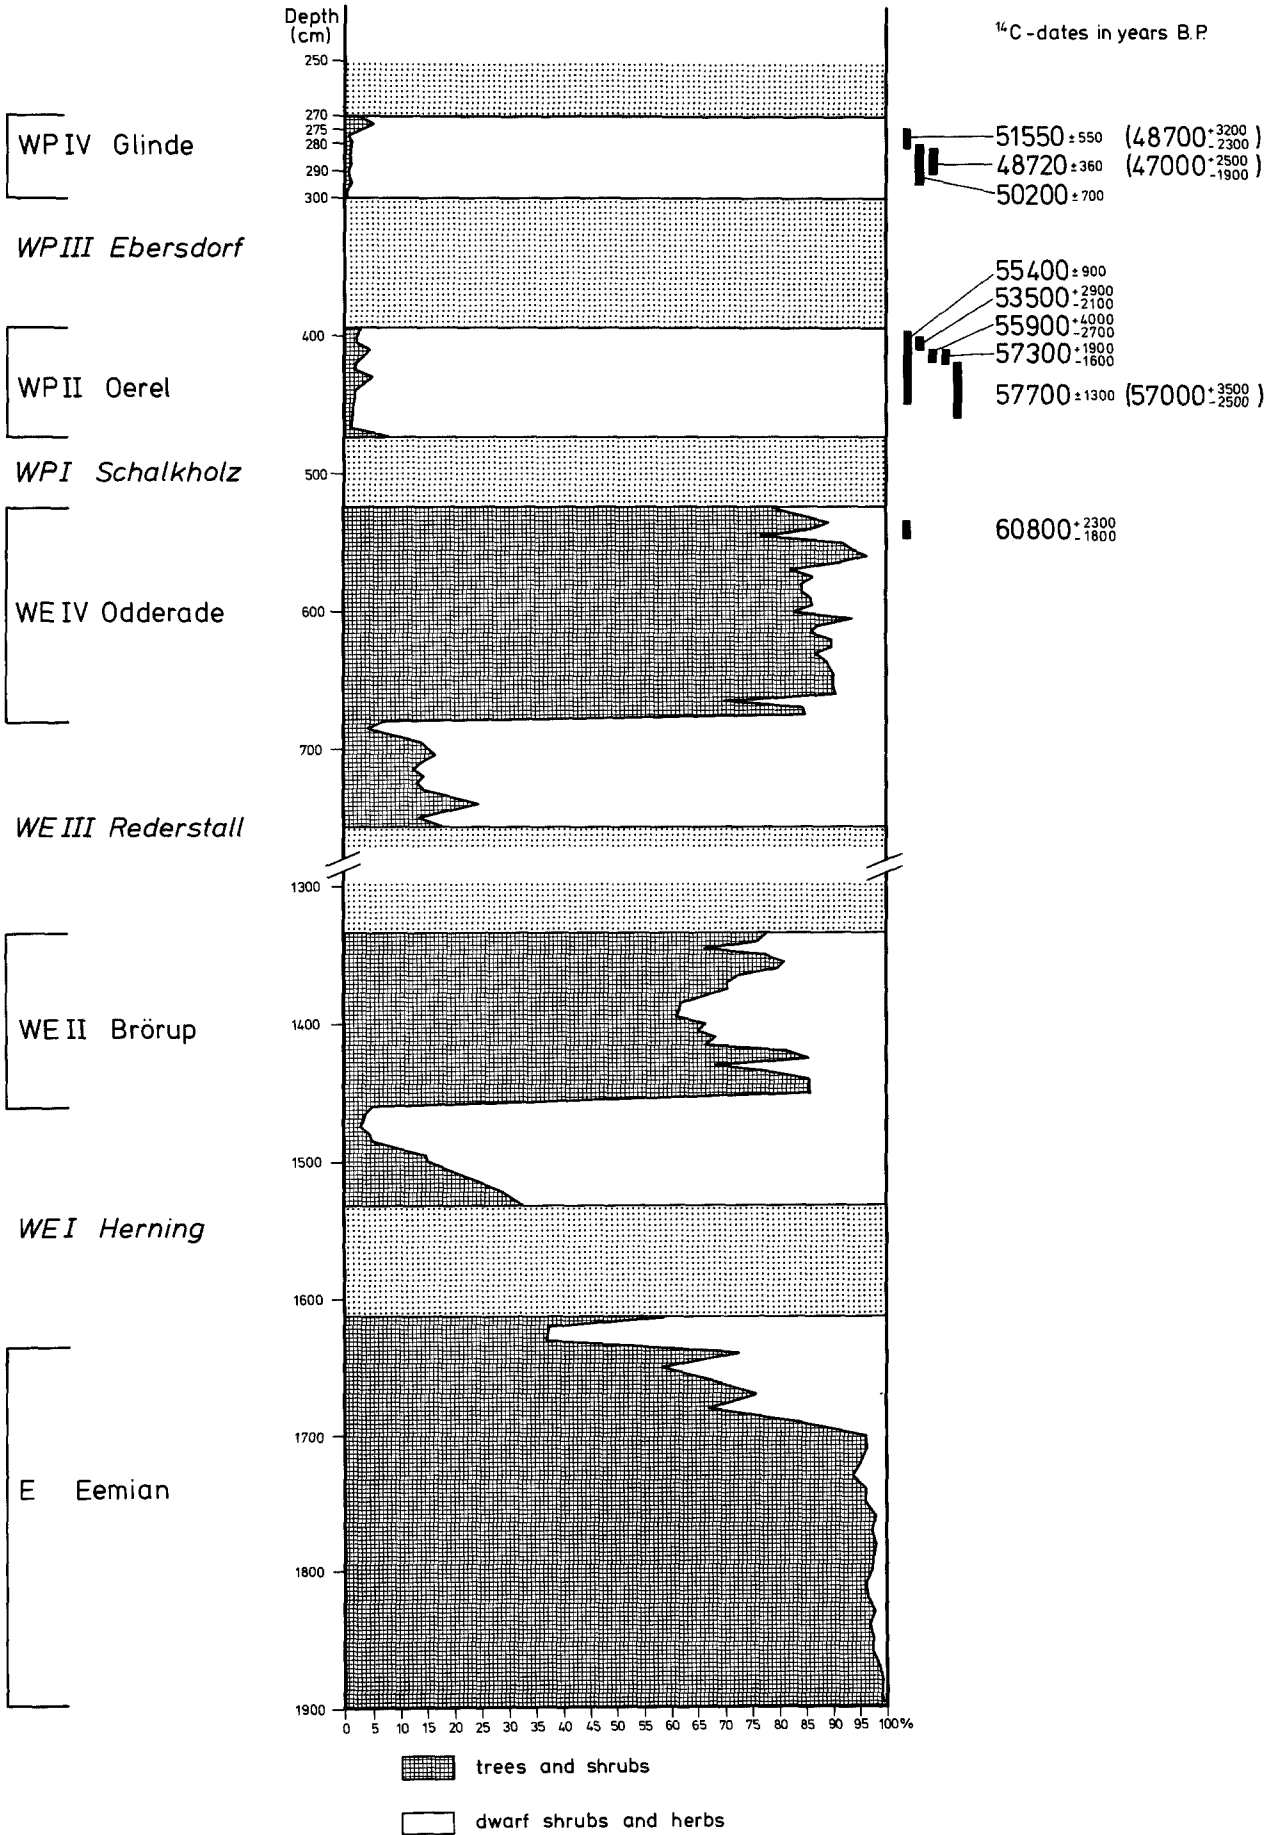 Depth
(cm)
¹⁴C-dates in years B.P.
250
270
275
280
290
300
WP IV Glinde
51550 ± 550 (48700 +3200 -2300)
48720 ± 360 (47000 +2500 -1900)
50200 ± 700
WP III Ebersdorf
55400 ± 900
53500 +2900 -2100
55900 +4000 -2700
57300 +1900 -1600
400
WP II Oerel
57700 ± 1300 (57000 +3500 -2500)
WP I Schalkholz
500
60800 +2300 -1800
WE IV Odderade
600
700
WE III Rederstall
1300
WE II Brörup
1400
1500
WE I Herning
1600
1700
E Eemian
1800
1900
0 5 10 15 20 25 30 35 40 45 50 55 60 65 70 75 80 85 90 95 100%
trees and shrubs
dwarf shrubs and herbs